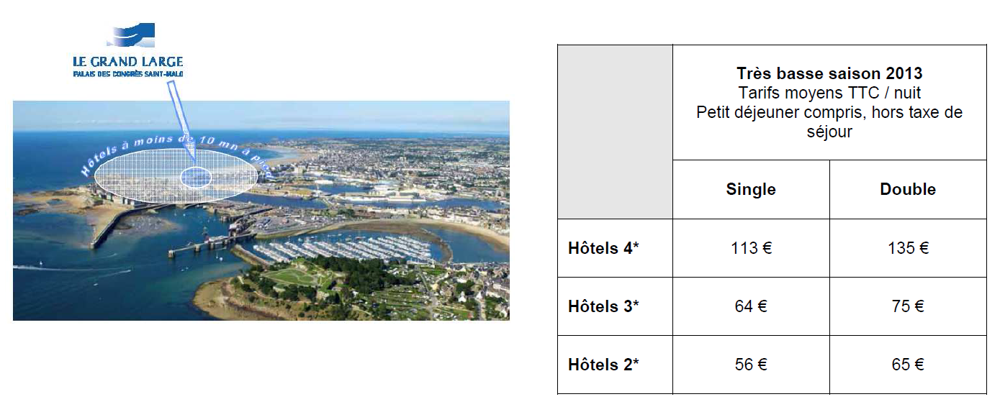 LE GRAND LARGE
PALAIS DES CONGRÈS SAINT-MALO
Hôtels à moins de 10 mn à pied
Très basse saison 2013
Tarifs moyens TTC / nuit
Petit déjeuner compris, hors taxe de
séjour
Single Double
Hôtels 4* 113 € 135 €
Hôtels 3* 64 € 75 €
Hôtels 2* 56 € 65 €